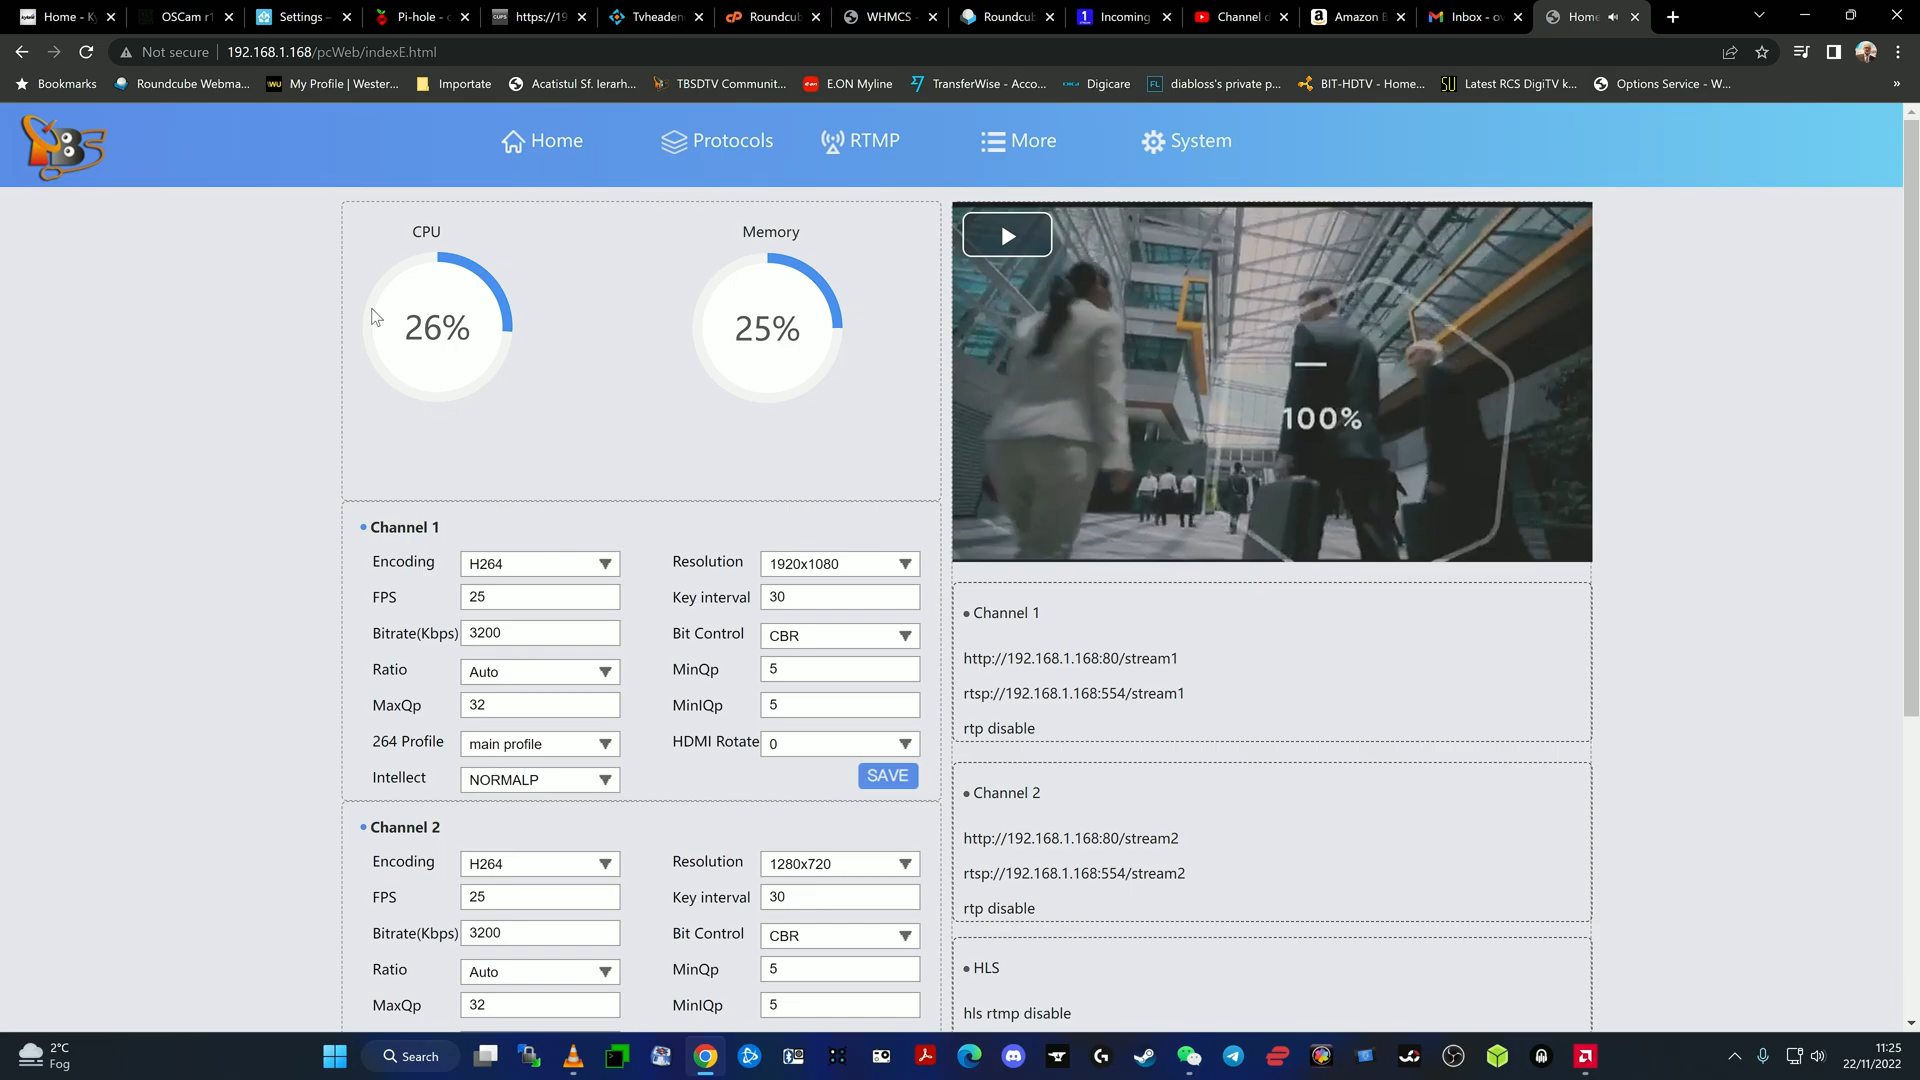 Home - Ky
OSCam r1
Settings -
Pi-hole -
https://19
Tvheaden
Roundcub
WHMCS -
Roundcub
Incoming
Channel d
Amazon B
Inbox - ov
Home
Not secure
192.168.1.168/pcWeb/indexE.html
Bookmarks
Roundcube Webma...
My Profile | Wester...
Importate
Acatistul Sf. Ierarh...
TBSDTV Communit...
E.ON Myline
TransferWise - Acco...
Digicare
diabloss's private p...
BIT-HDTV - Home...
Latest RCS DigiTV k...
Options Service - W...
»
Home
Protocols
RTMP
More
System
CPU
Memory
26%
25%
100%
Channel 1
Encoding H264 Resolution 1920x1080
FPS 25 Key interval 30
Bitrate(Kbps) 3200 Bit Control CBR
Ratio Auto MinQp 5
MaxQp 32 MinIQp 5
264 Profile main profile HDMI Rotate 0
Intellect NORMALP SAVE
Channel 2
Encoding H264 Resolution 1280x720
FPS 25 Key interval 30
Bitrate(Kbps) 3200 Bit Control CBR
Ratio Auto MinQp 5
MaxQp 32 MinIQp 5
Channel 1
http://192.168.1.168:80/stream1
rtsp://192.168.1.168:554/stream1
rtp disable
Channel 2
http://192.168.1.168:80/stream2
rtsp://192.168.1.168:554/stream2
rtp disable
HLS
hls rtmp disable
2°C
Fog
Search
11:25
22/11/2022